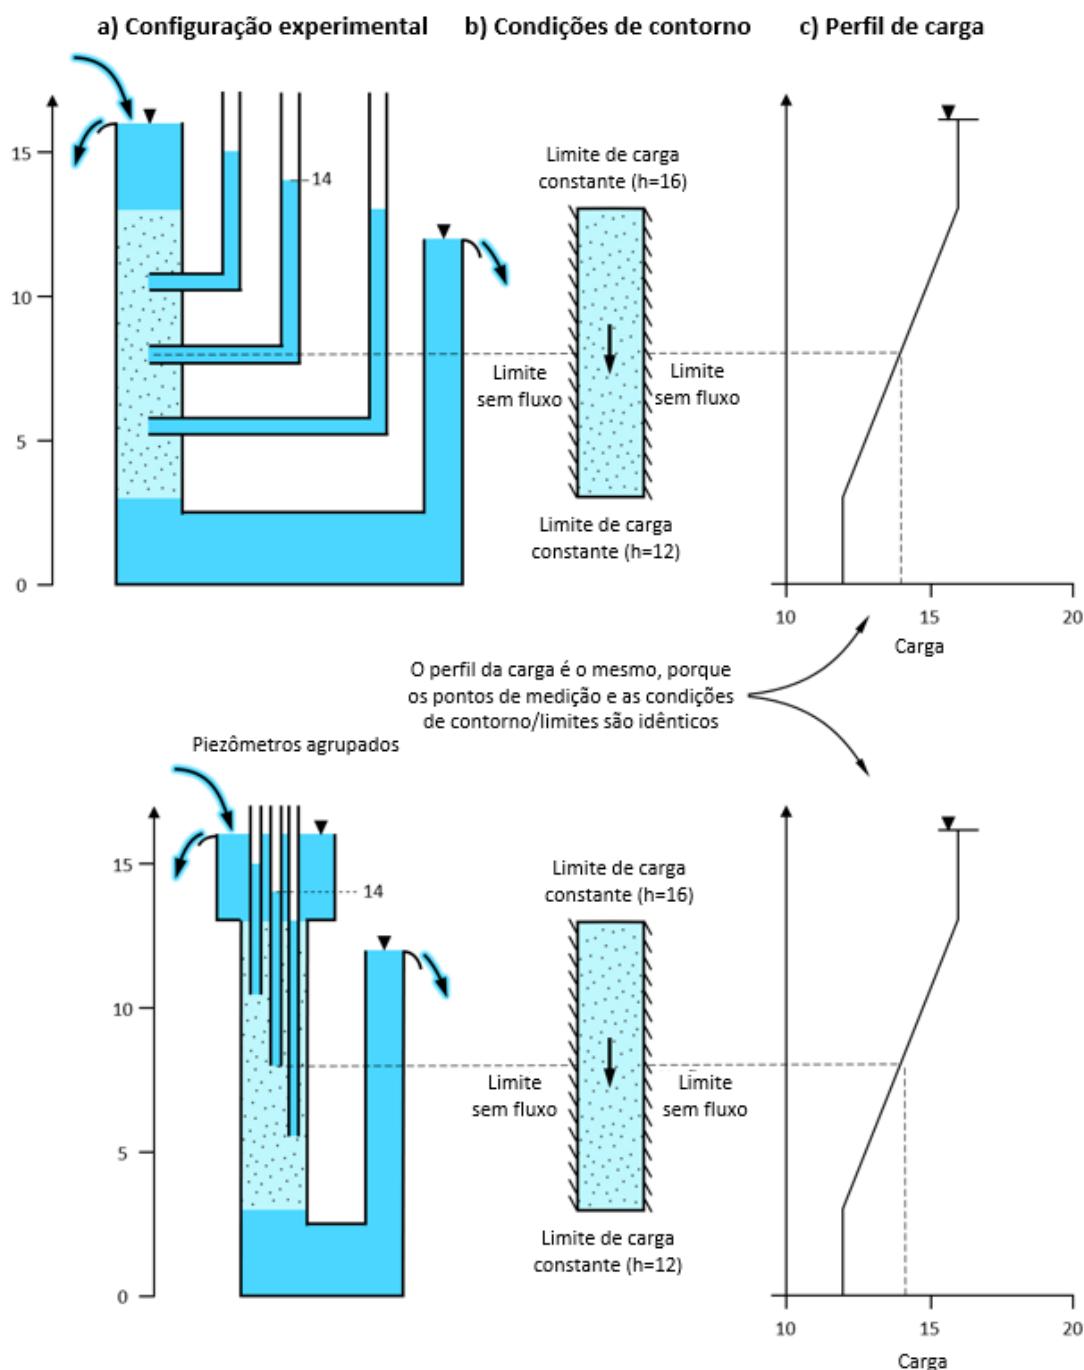 a) Configuração experimental
b) Condições de contorno
c) Perfil de carga
15
10
5
0
14
Limite de carga
constante (h=16)
Limite
sem fluxo
Limite
sem fluxo
Limite de carga
constante (h=12)
10
15
20
Carga
O perfil da carga é o mesmo, porque
os pontos de medição e as condições
de contorno/limites são idênticos
Piezômetros agrupados
15
10
5
0
14
Limite de carga
constante (h=16)
Limite
sem fluxo
Limite
sem fluxo
Limite de carga
constante (h=12)
10
15
20
Carga